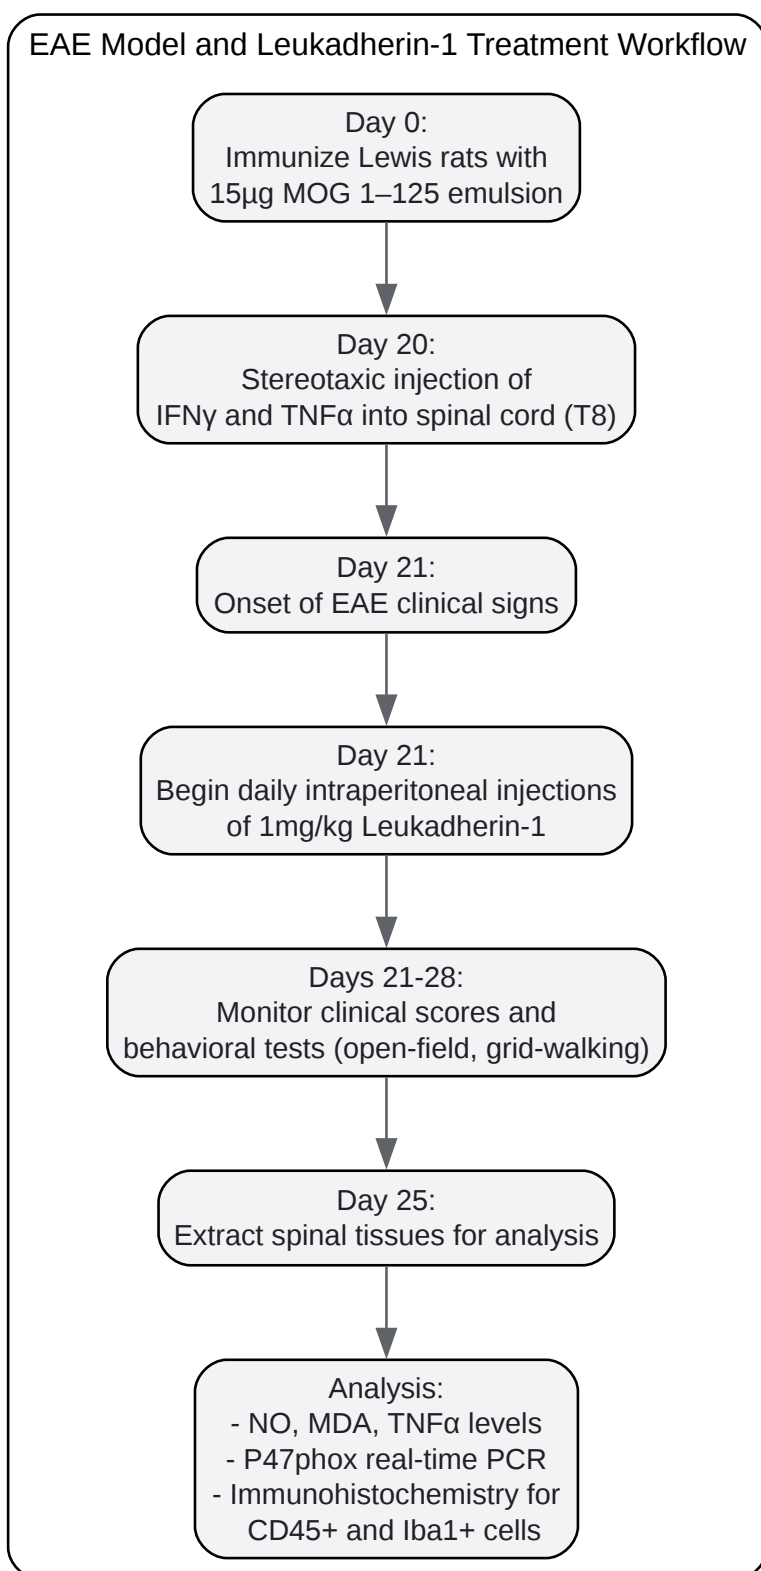 EAE Model and Leukadherin-1 Treatment Workflow
Day 0:
Immunize Lewis rats with
15µg MOG 1–125 emulsion
Day 20:
Stereotaxic injection of
IFNγ and TNFα into spinal cord (T8)
Day 21:
Onset of EAE clinical signs
Day 21:
Begin daily intraperitoneal injections
of 1mg/kg Leukadherin-1
Days 21-28:
Monitor clinical scores and
behavioral tests (open-field, grid-walking)
Day 25:
Extract spinal tissues for analysis
Analysis:
- NO, MDA, TNFα levels
- P47phox real-time PCR
- Immunohistochemistry for
CD45+ and Iba1+ cells